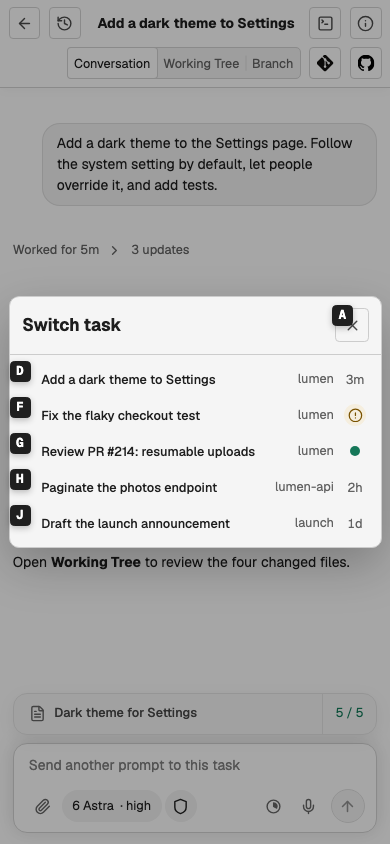 Add a dark theme to Settings
Conversation Working Tree Branch
Add a dark theme to the Settings page. Follow
the system setting by default, let people
override it, and add tests.
Worked for 5m 3 updates
Switch task
A
D Add a dark theme to Settings lumen 3m
F Fix the flaky checkout test lumen
G Review PR #214: resumable uploads lumen
H Paginate the photos endpoint lumen-api 2h
J Draft the launch announcement launch 1d
Open Working Tree to review the four changed files.
Dark theme for Settings 5 / 5
Send another prompt to this task
6 Astra · high